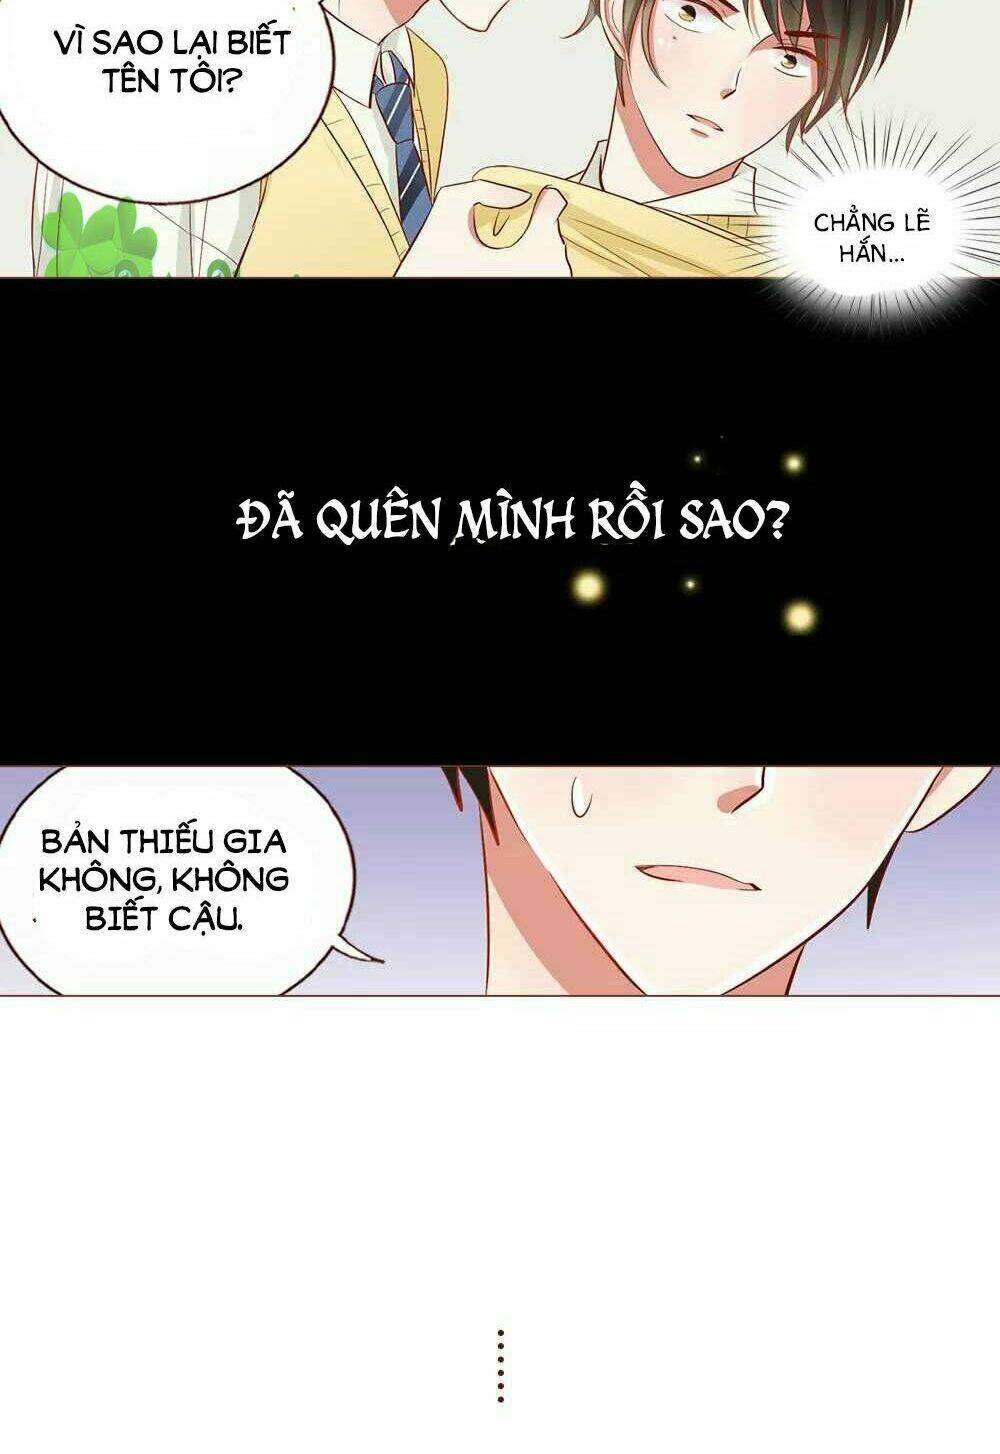 VÌ SAO LẠI BIẾT
TÊN TÔI?
CHẲNG LẼ
HẮN...
ĐÃ QUÊN MÌNH RỒI SAO?
BẢN THIẾU GIA
KHÔNG, KHÔNG
BIẾT CẬU.